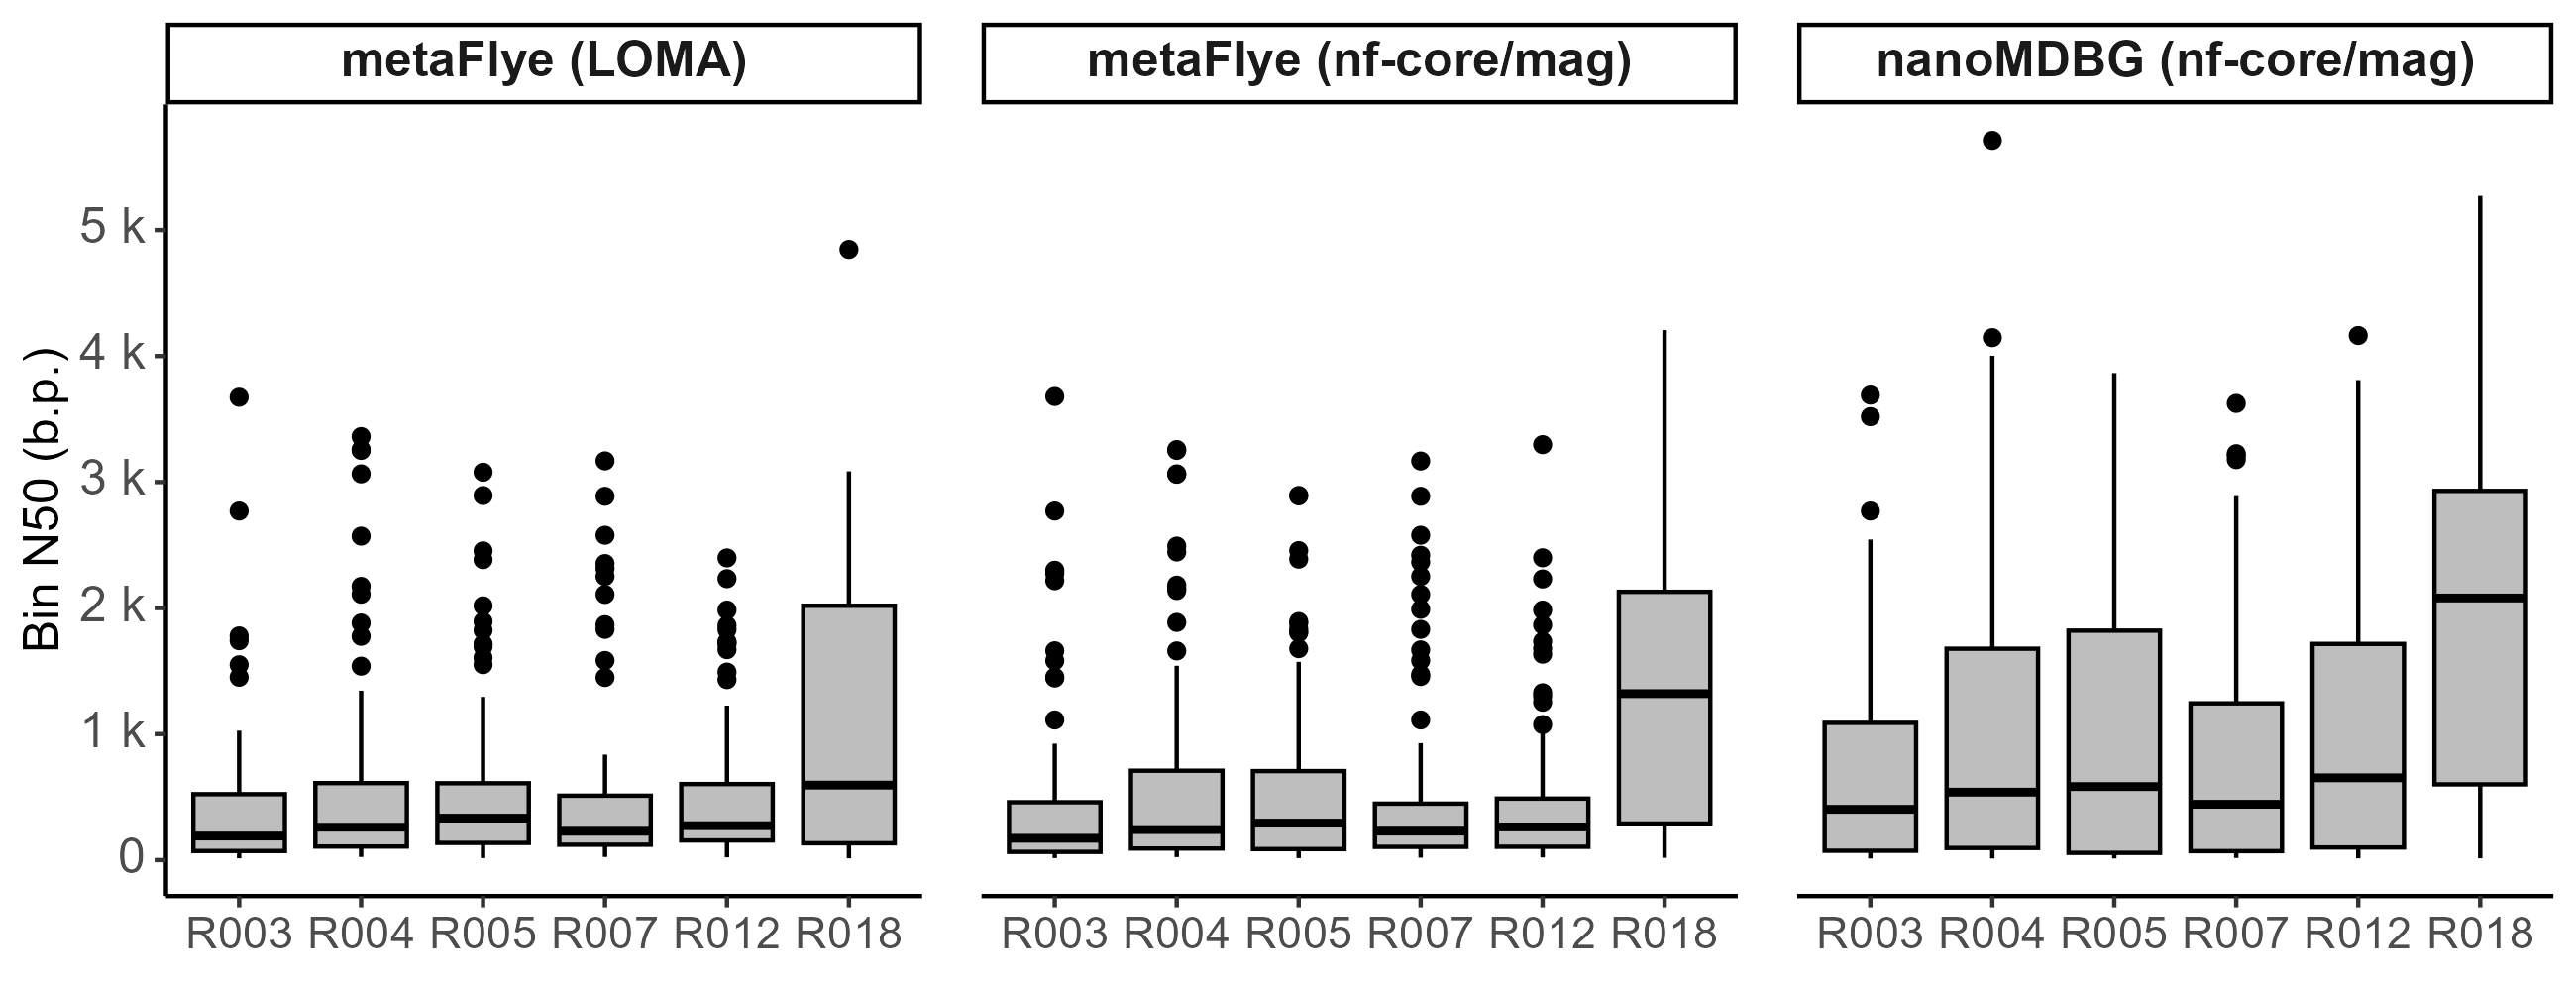 metaFlye (LOMA)
metaFlye (nf-core/mag)
nanoMDBG (nf-core/mag)
Bin N50 (b.p.)
5 k
4 k
3 k
2 k
1 k
0
R003 R004 R005 R007 R012 R018
R003 R004 R005 R007 R012 R018
R003 R004 R005 R007 R012 R018